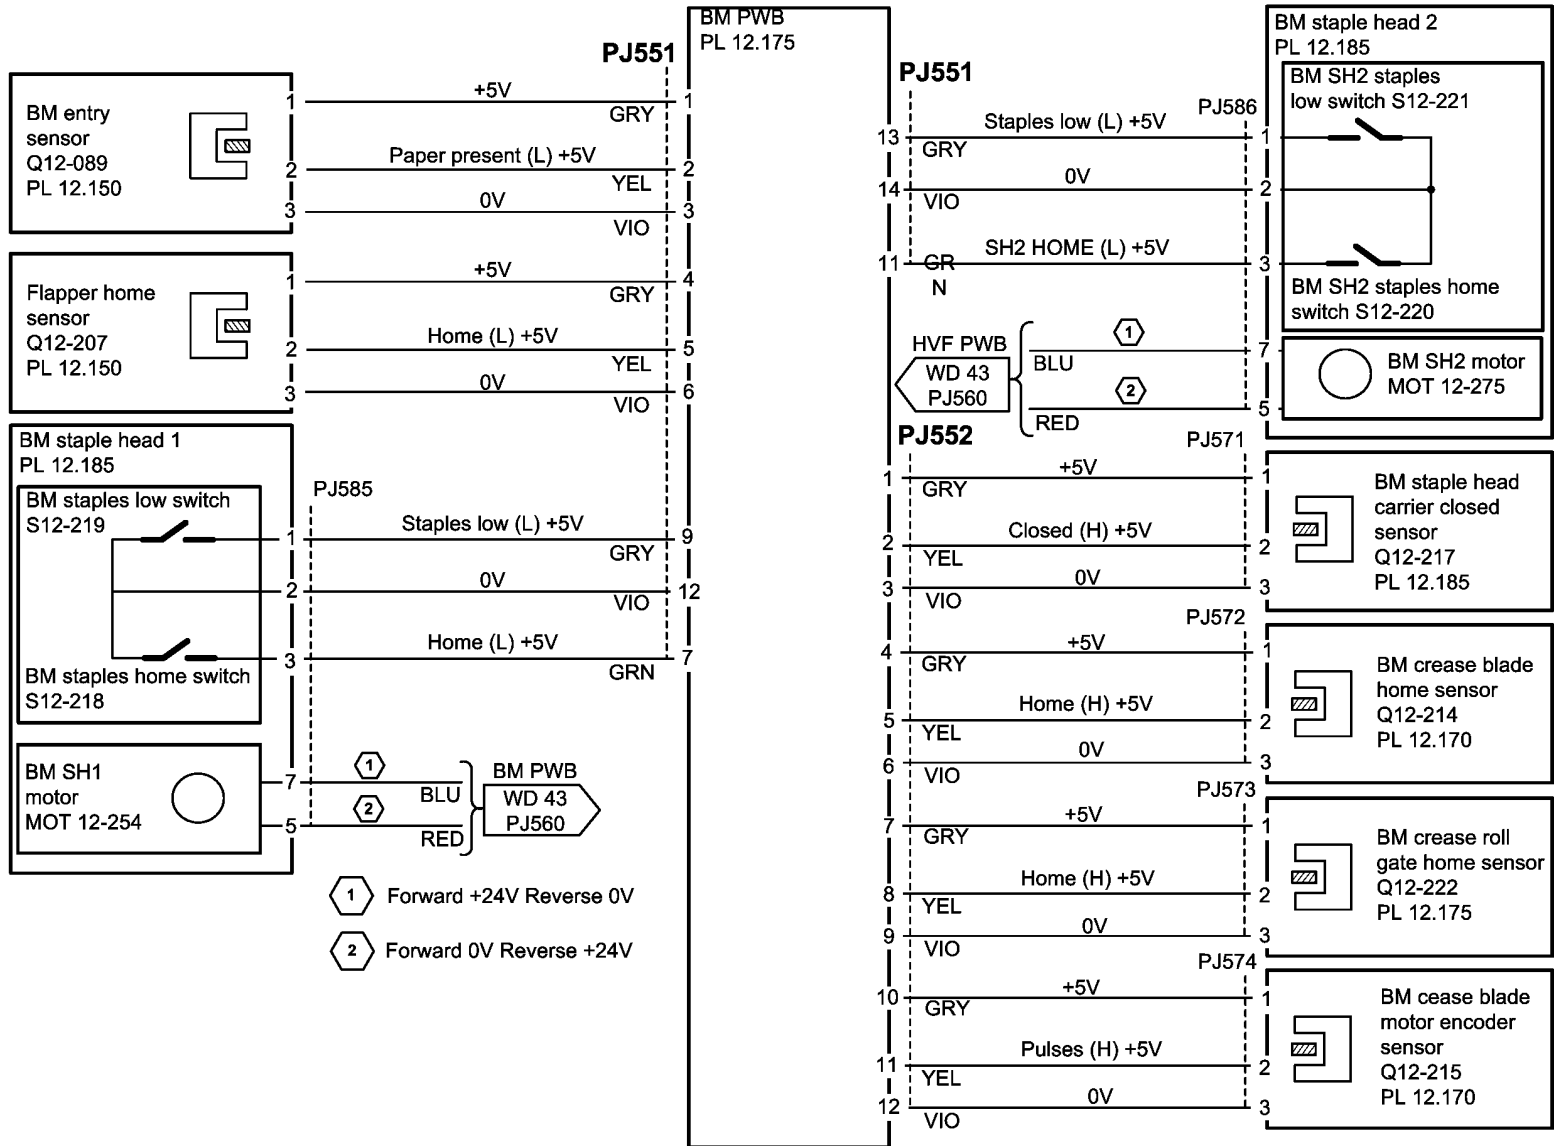 BM PWB
PL 12.175
PJ551
BM entry
sensor
Q12-089
PL 12.150
1
+5V
GRY
1
2
Paper present (L) +5V
YEL
2
3
0V
VIO
3
Flapper home
sensor
Q12-207
PL 12.150
1
+5V
GRY
4
2
Home (L) +5V
YEL
5
3
0V
VIO
6
BM staple head 1
PL 12.185
BM staples low switch
S12-219
PJ585
1
Staples low (L) +5V
GRY
9
2
0V
VIO
12
3
Home (L) +5V
GRN
7
BM staples home switch
S12-218
BM SH1
motor
MOT 12-254
7
1
BLU
5
2
RED
BM PWB
WD 43
PJ560
1 Forward +24V Reverse 0V
2 Forward 0V Reverse +24V
PJ551
PJ586
BM staple head 2
PL 12.185
BM SH2 staples
low switch S12-221
13
Staples low (L) +5V
GRY
1
14
0V
VIO
2
11
SH2 HOME (L) +5V
GR
N
3
BM SH2 staples home
switch S12-220
HVF PWB
WD 43
PJ560
1
BLU
7
2
RED
5
BM SH2 motor
MOT 12-275
PJ552
PJ571
1
+5V
GRY
1
2
Closed (H) +5V
YEL
2
3
0V
VIO
3
BM staple head
carrier closed
sensor
Q12-217
PL 12.185
PJ572
4
+5V
GRY
1
5
Home (H) +5V
YEL
2
6
0V
VIO
3
BM crease blade
home sensor
Q12-214
PL 12.170
PJ573
7
+5V
GRY
1
8
Home (H) +5V
YEL
2
9
0V
VIO
3
BM crease roll
gate home sensor
Q12-222
PL 12.175
PJ574
10
+5V
GRY
1
11
Pulses (H) +5V
YEL
2
12
0V
VIO
3
BM cease blade
motor encoder
sensor
Q12-215
PL 12.170